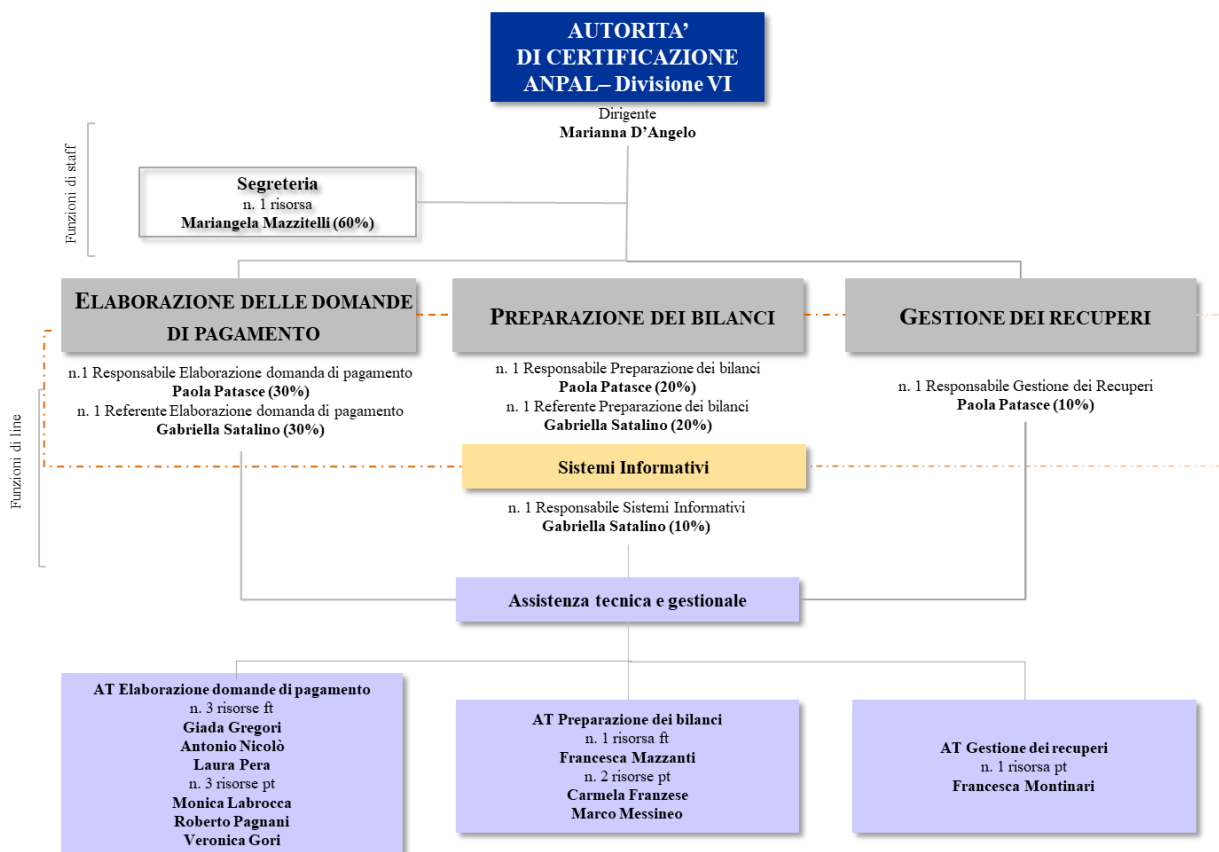 AUTORITA’
DI CERTIFICAZIONE
ANPAL– Divisione VI
Dirigente
Marianna D’Angelo
Funzioni di staff
Segreteria
n. 1 risorsa
Mariangela Mazzitelli (60%)
ELABORAZIONE DELLE DOMANDE
DI PAGAMENTO
n.1 Responsabile Elaborazione domanda di pagamento
Paola Patasce (30%)
n. 1 Referente Elaborazione domanda di pagamento
Gabriella Satalino (30%)
PREPARAZIONE DEI BILANCI
n. 1 Responsabile Preparazione dei bilanci
Paola Patasce (20%)
n. 1 Referente Preparazione dei bilanci
Gabriella Satalino (20%)
GESTIONE DEI RECUPERI
n. 1 Responsabile Gestione dei Recuperi
Paola Patasce (10%)
Funzioni di line
Sistemi Informativi
n. 1 Responsabile Sistemi Informativi
Gabriella Satalino (10%)
Assistenza tecnica e gestionale
AT Elaborazione domande di pagamento
n. 3 risorse ft
Giada Gregori
Antonio Nicolò
Laura Pera
n. 3 risorse pt
Monica Labrocca
Roberto Pagnani
Veronica Gori
AT Preparazione dei bilanci
n. 1 risorsa ft
Francesca Mazzanti
n. 2 risorse pt
Carmela Franzese
Marco Messineo
AT Gestione dei recuperi
n. 1 risorsa pt
Francesca Montinari